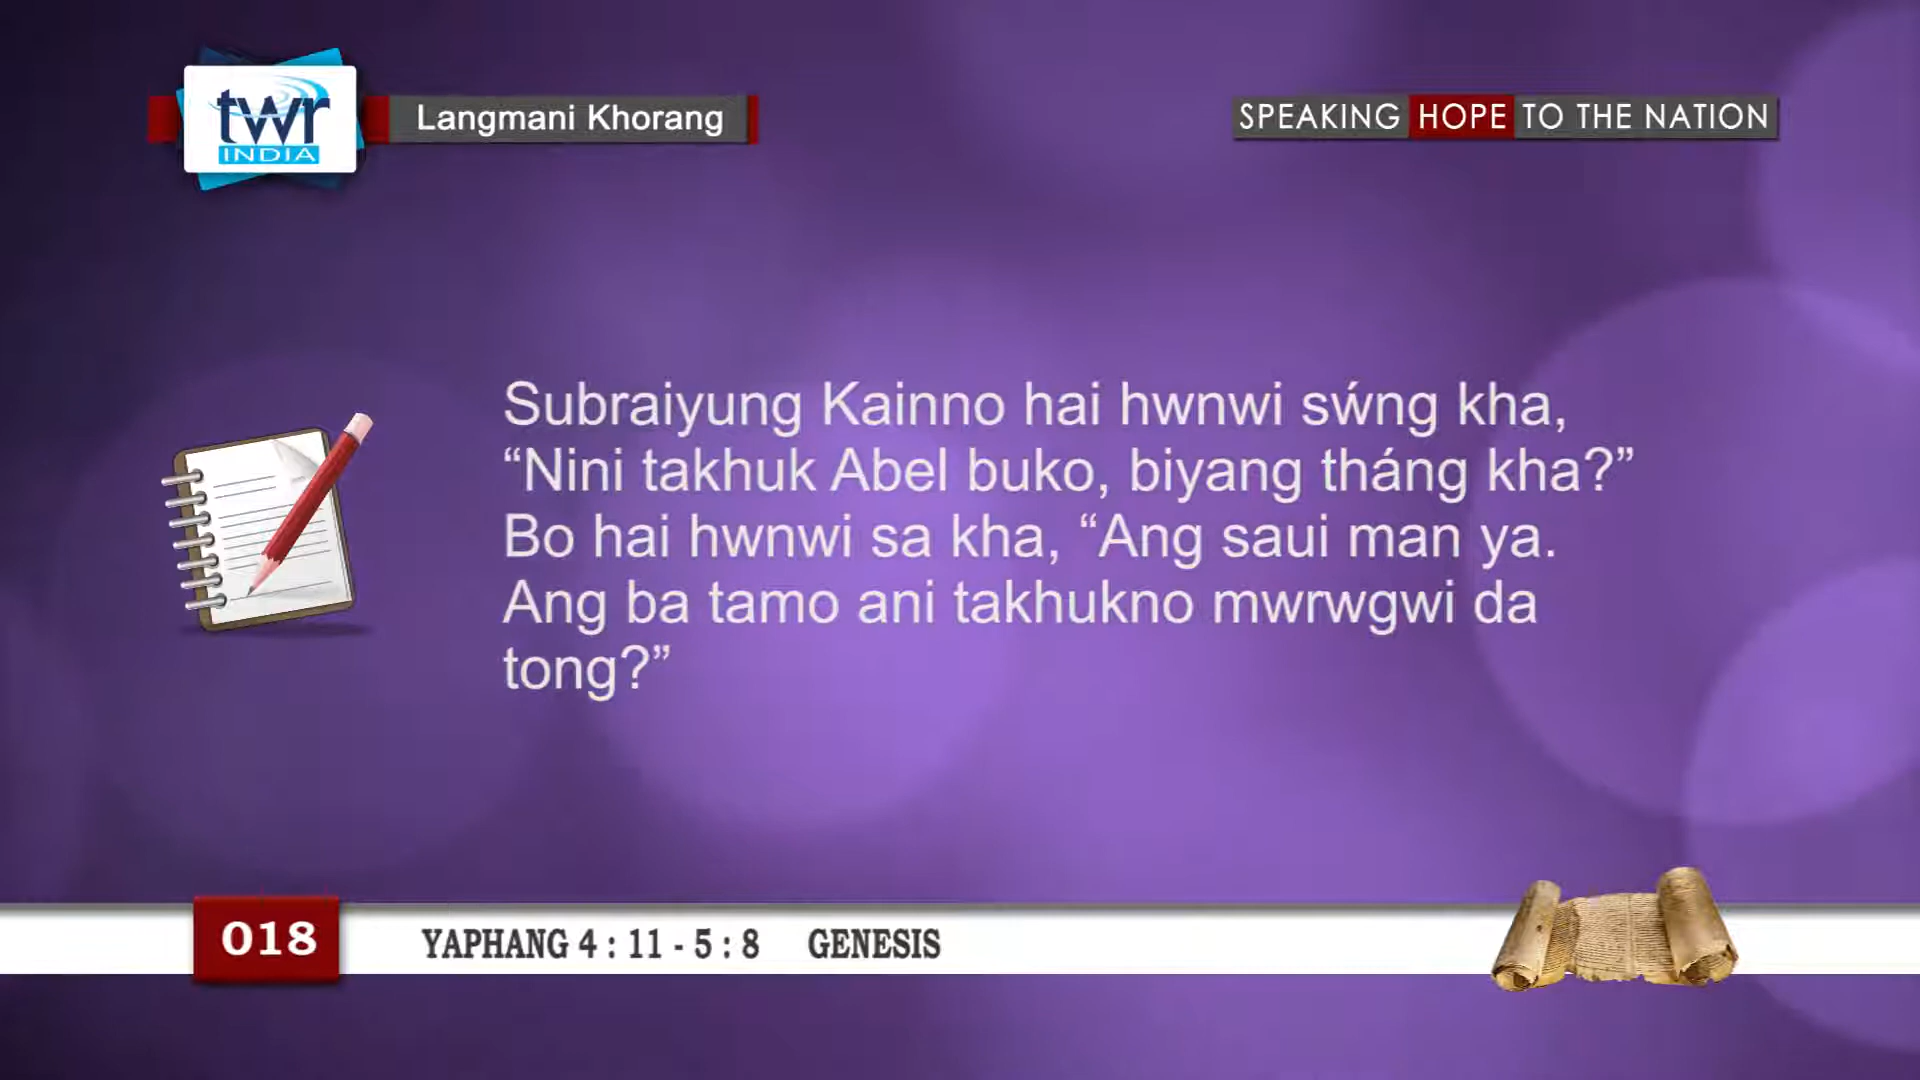 twr
INDIA
Langmani Khorang
SPEAKING HOPE TO THE NATION
Subraiyung Kainno hai hwnwi sẃng kha,
“Nini takhuk Abel buko, biyang tháng kha?”
Bo hai hwnwi sa kha, “Ang saui man ya.
Ang ba tamo ani takhukno mwrwgwi da
tong?”
018
YAPHANG 4 : 11 - 5 : 8 GENESIS